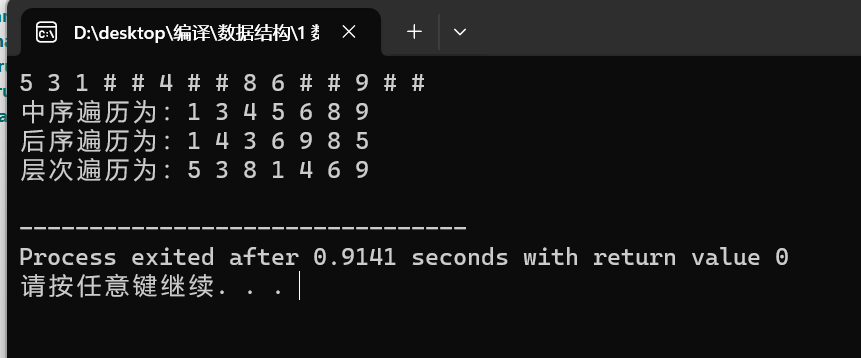 D:\desktop\编译\数据结构\1 数
5 3 1 # # 4 # # 8 6 # # 9 # #
中序遍历为：1 3 4 5 6 8 9
后序遍历为：1 4 3 6 9 8 5
层次遍历为：5 3 8 1 4 6 9
--------------------------------
Process exited after 0.9141 seconds with return value 0
请按任意键继续. . .